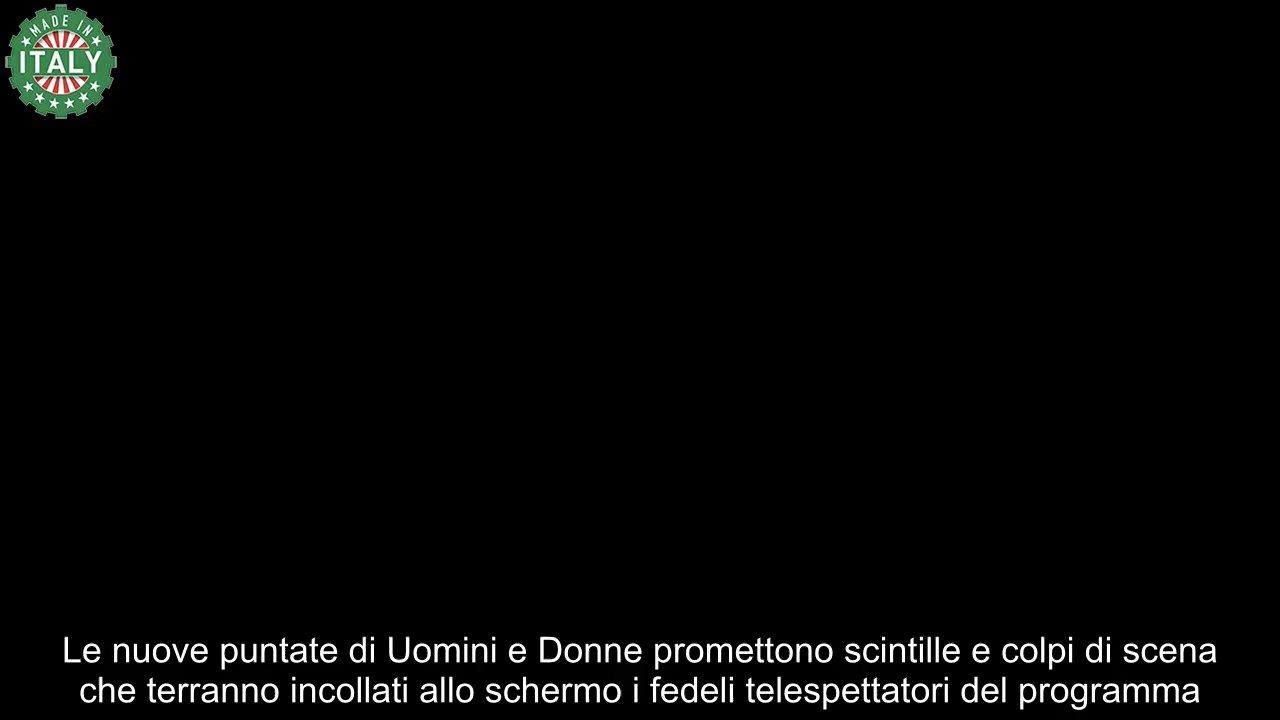 MADE IN
ITALY
Le nuove puntate di Uomini e Donne promettono scintille e colpi di scena
che terranno incollati allo schermo i fedeli telespettatori del programma